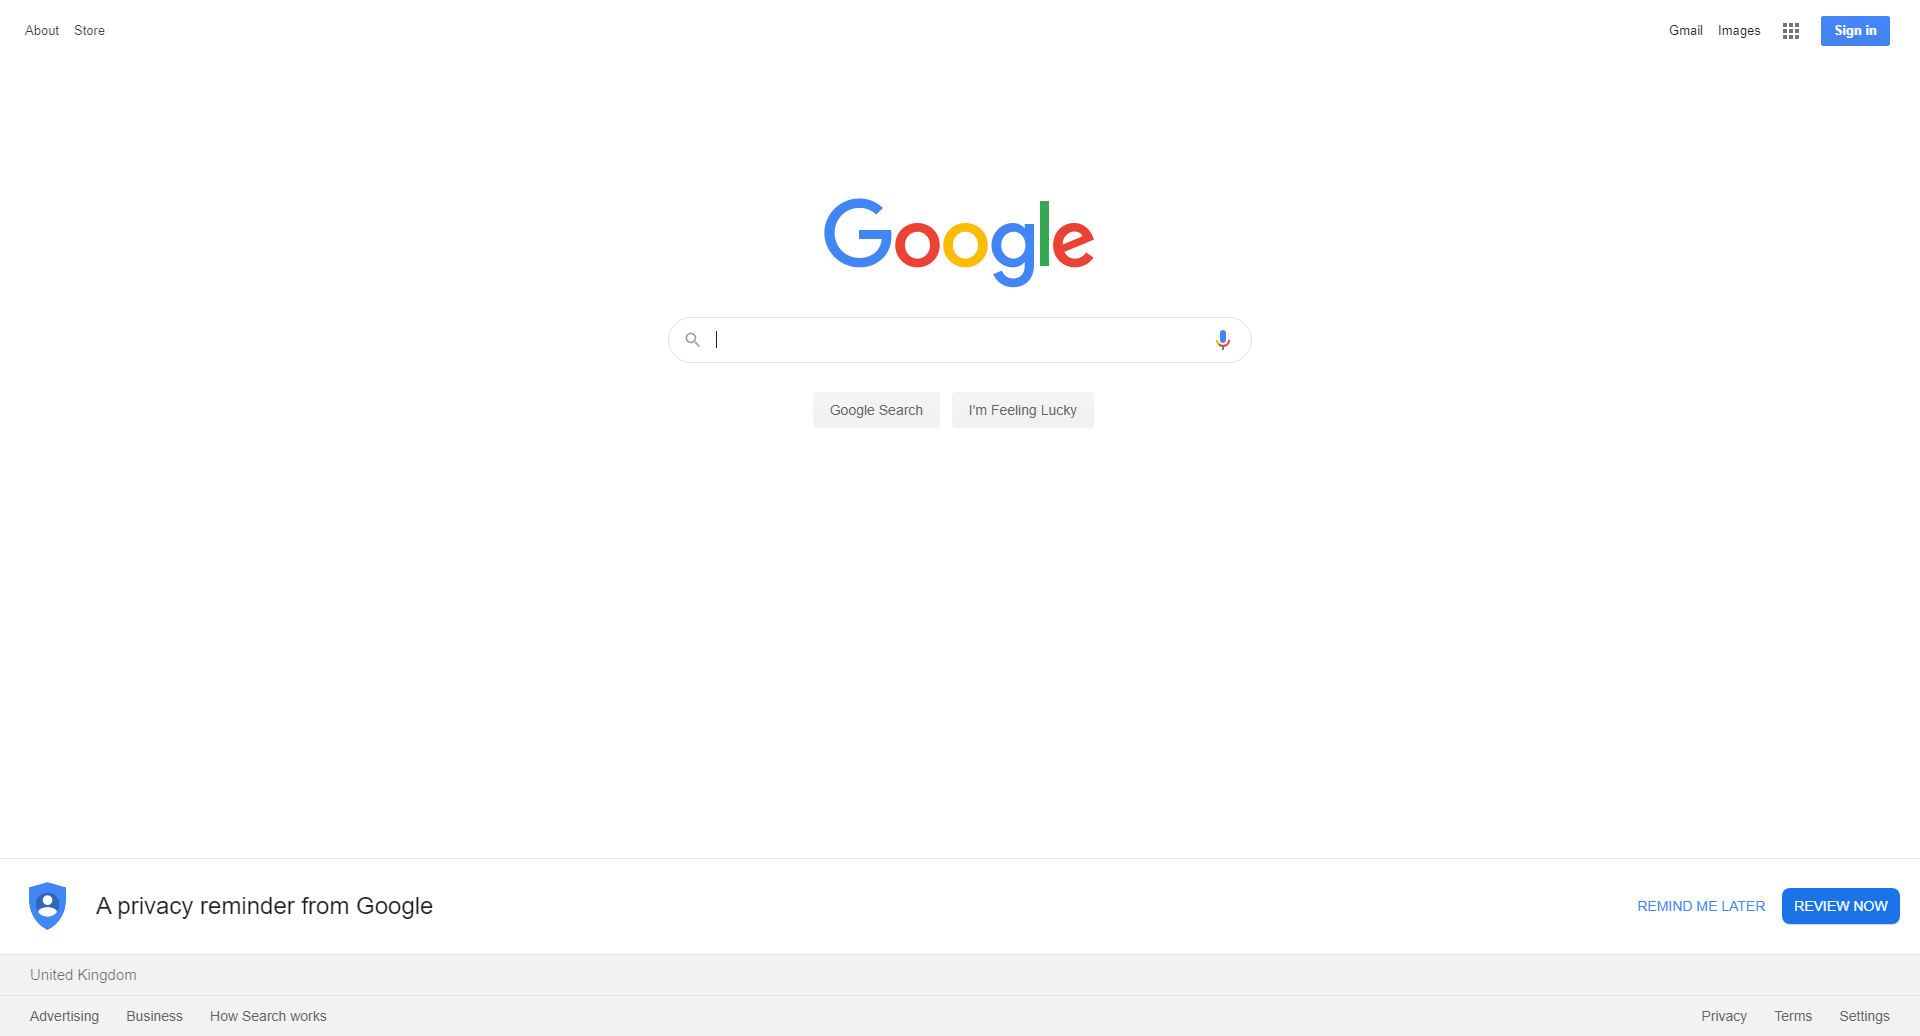 About Store Gmail Images Sign in
Google
Google Search I'm Feeling Lucky
A privacy reminder from Google REMIND ME LATER REVIEW NOW
United Kingdom
Advertising Business How Search works Privacy Terms Settings